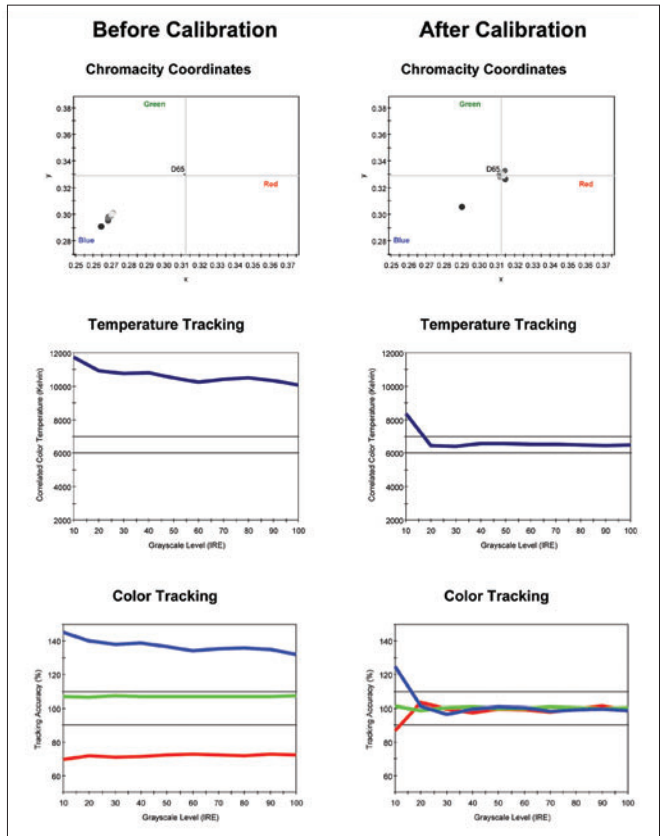 Before Calibration
After Calibration
Chromacity Coordinates
Chromacity Coordinates
0.38
0.36
0.34
0.32
0.30
0.28
y
Green
D65
Red
Blue
0.25 0.26 0.27 0.28 0.29 0.30 0.31 0.32 0.33 0.34 0.35 0.36 0.37
x
0.38
0.36
0.34
0.32
0.30
0.28
y
Green
D65
Red
Blue
0.25 0.26 0.27 0.28 0.29 0.30 0.31 0.32 0.33 0.34 0.35 0.36 0.37
x
Temperature Tracking
Temperature Tracking
Correlated Color Temperature (Kelvin)
12000
10000
8000
6000
4000
2000
10 20 30 40 50 60 70 80 90 100
Grayscale Level (IRE)
Correlated Color Temperature (Kelvin)
12000
10000
8000
6000
4000
2000
10 20 30 40 50 60 70 80 90 100
Grayscale Level (IRE)
Color Tracking
Color Tracking
Tracking Accuracy (%)
140
120
100
80
60
10 20 30 40 50 60 70 80 90 100
Grayscale Level (IRE)
Tracking Accuracy (%)
140
120
100
80
60
10 20 30 40 50 60 70 80 90 100
Grayscale Level (IRE)